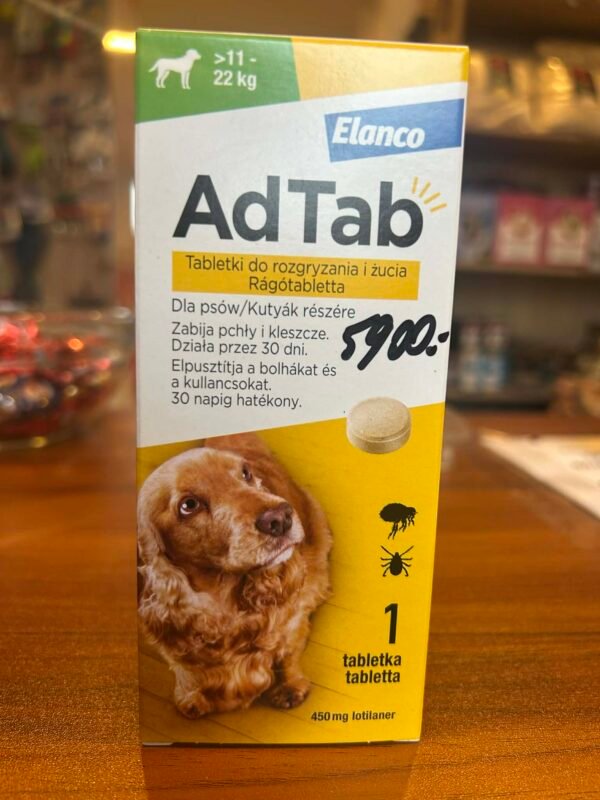 >11 -
22 kg
Elanco
AdTab
Tabletki do rozgryzania i żucia
Rágótabletta
Dla psów/Kutyák részére
Zabija pchły i kleszcze.
Działa przez 30 dni.
5900.-
Elpusztítja a bolhákat és
a kullancsokat.
30 napig hatékony.
1
tabletka
tabletta
450 mg lotilaner